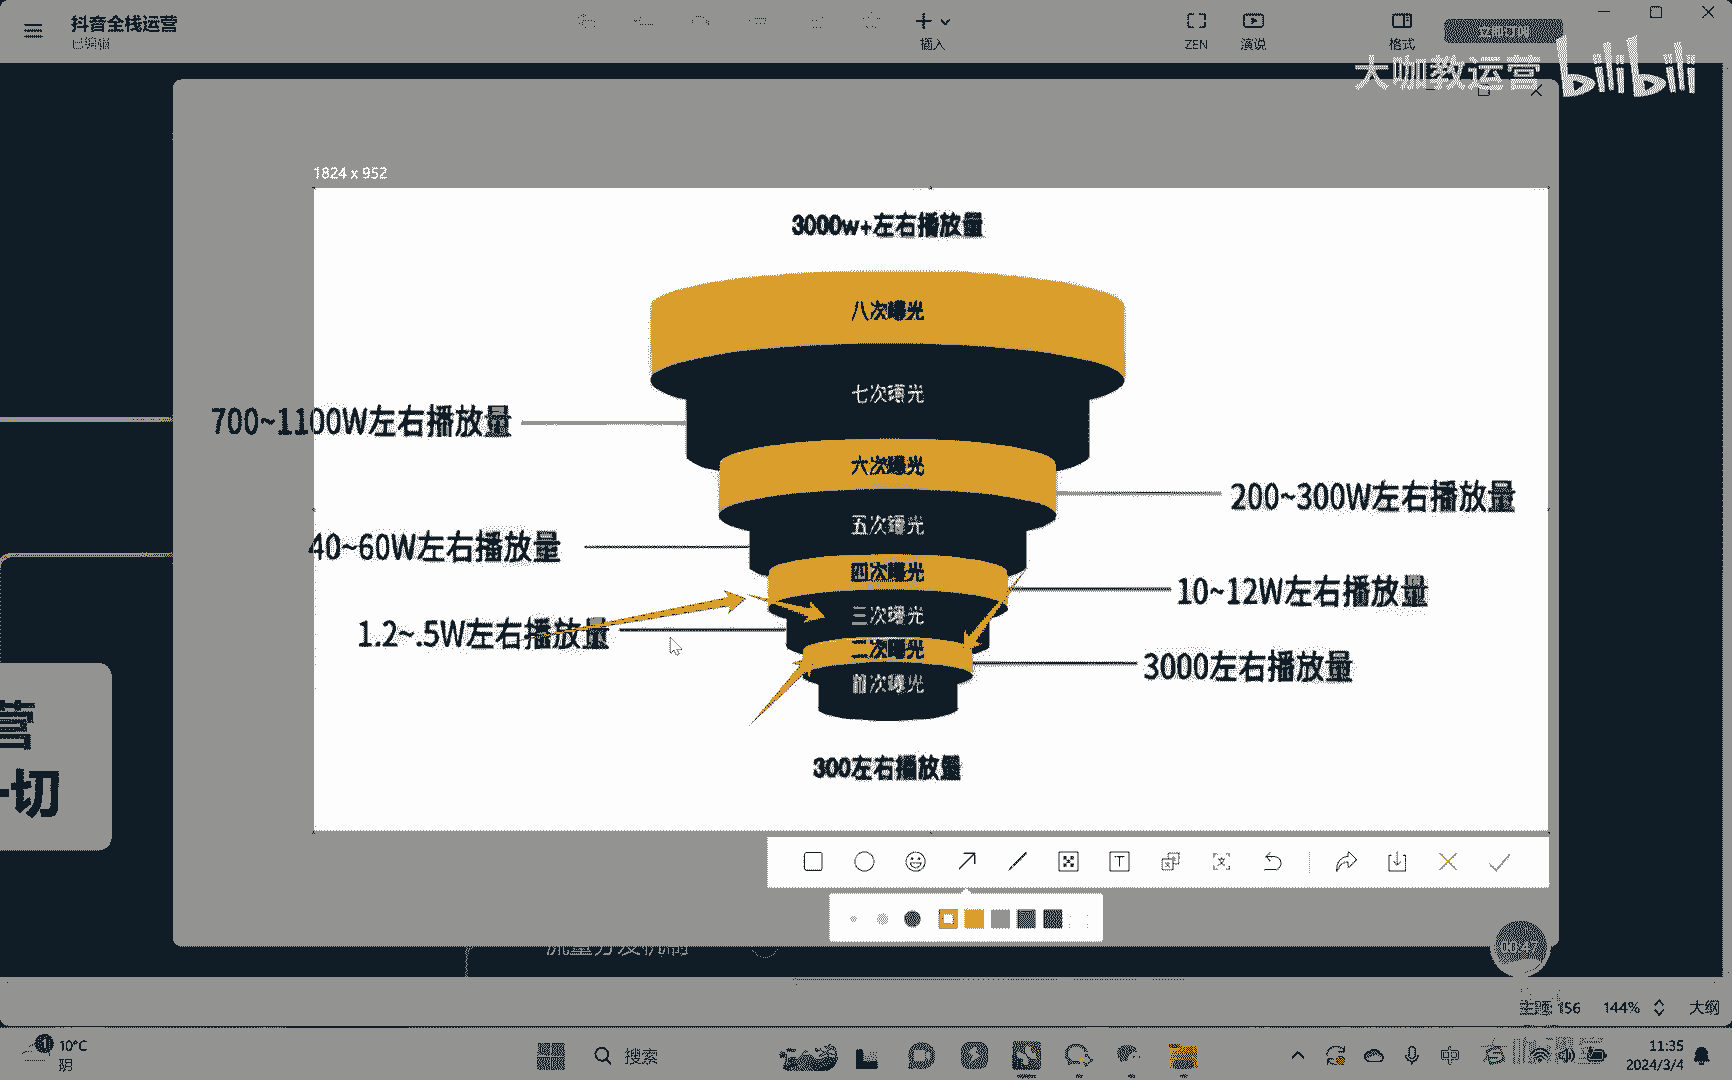 抖音全栈运营
已编辑
插入
ZEN
演说
格式
大咖教运营 bilibili
1824 x 952
3000w+左右播放量
八次曝光
七次曝光
700~1100W左右播放量
六次曝光
200~300W左右播放量
五次曝光
40~60W左右播放量
四次曝光
10~12W左右播放量
三次曝光
1.2~.5W左右播放量
二次曝光
3000左右播放量
首次曝光
300左右播放量
营
切
T
流量分发机制
00:47
主题: 156
144%
大纲
1
10°C
阴
搜索
中
11:35
2024/3/4